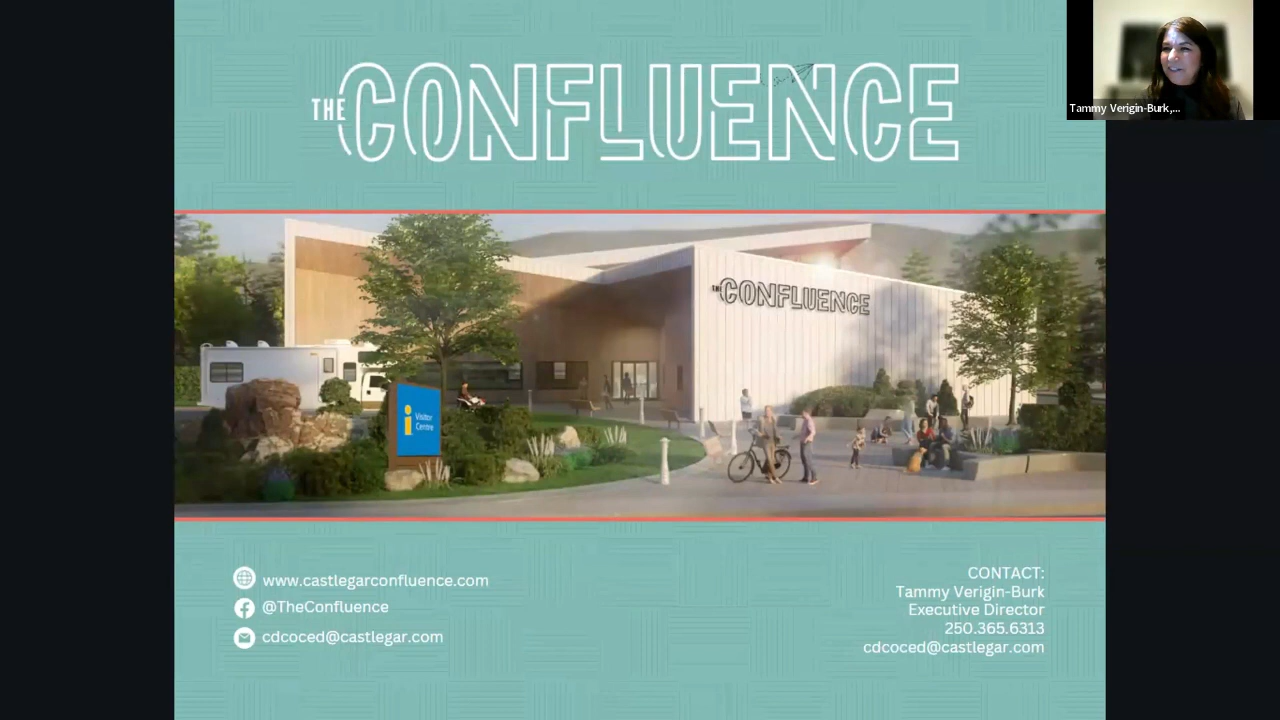 THE CONFLUENCE
Tammy Verigin-Burk,...
THE CONFLUENCE
i Visitor
Centre
www.castlegarconfluence.com
@TheConfluence
cdcoced@castlegar.com
CONTACT:
Tammy Verigin-Burk
Executive Director
250.365.6313
cdcoced@castlegar.com